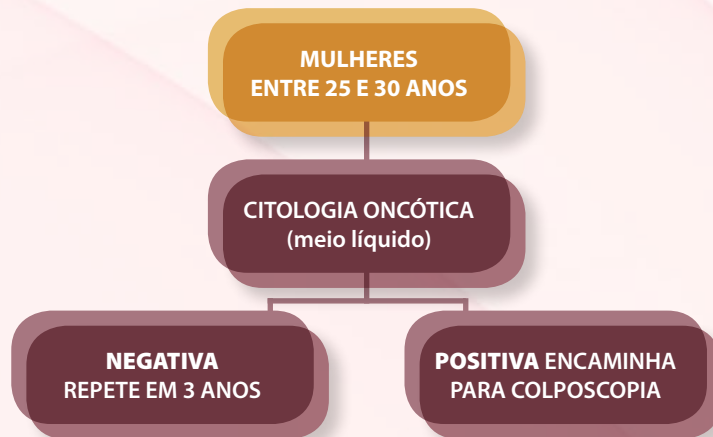 MULHERES
ENTRE 25 E 30 ANOS
CITOLOGIA ONCÓTICA
(meio líquido)
NEGATIVA
REPETE EM 3 ANOS
POSITIVA ENCAMINHA
PARA COLPOSCOPIA